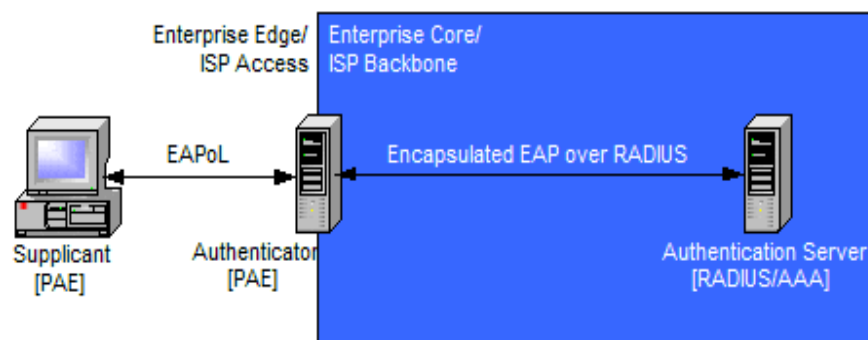 Enterprise Edge/
ISP Access
Enterprise Core/
ISP Backbone
EAPoL
Encapsulated EAP over RADIUS
Supplicant
[PAE]
Authenticator
[PAE]
Authentication Server
[RADIUS/AAA]